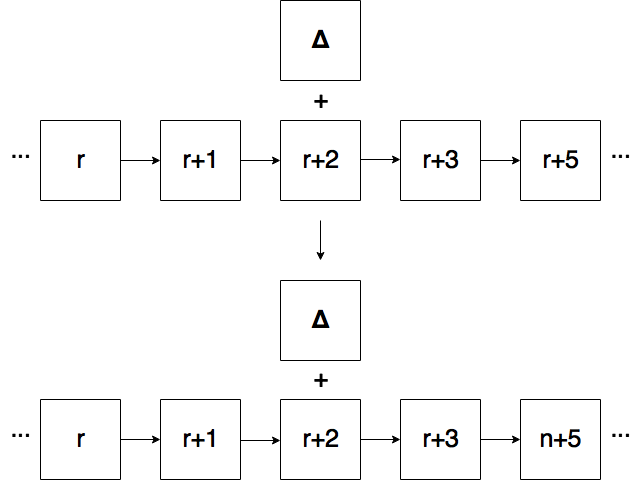 Δ
+
... r r+1 r+2 r+3 r+5 ...
Δ
+
... r r+1 r+2 r+3 n+5 ...